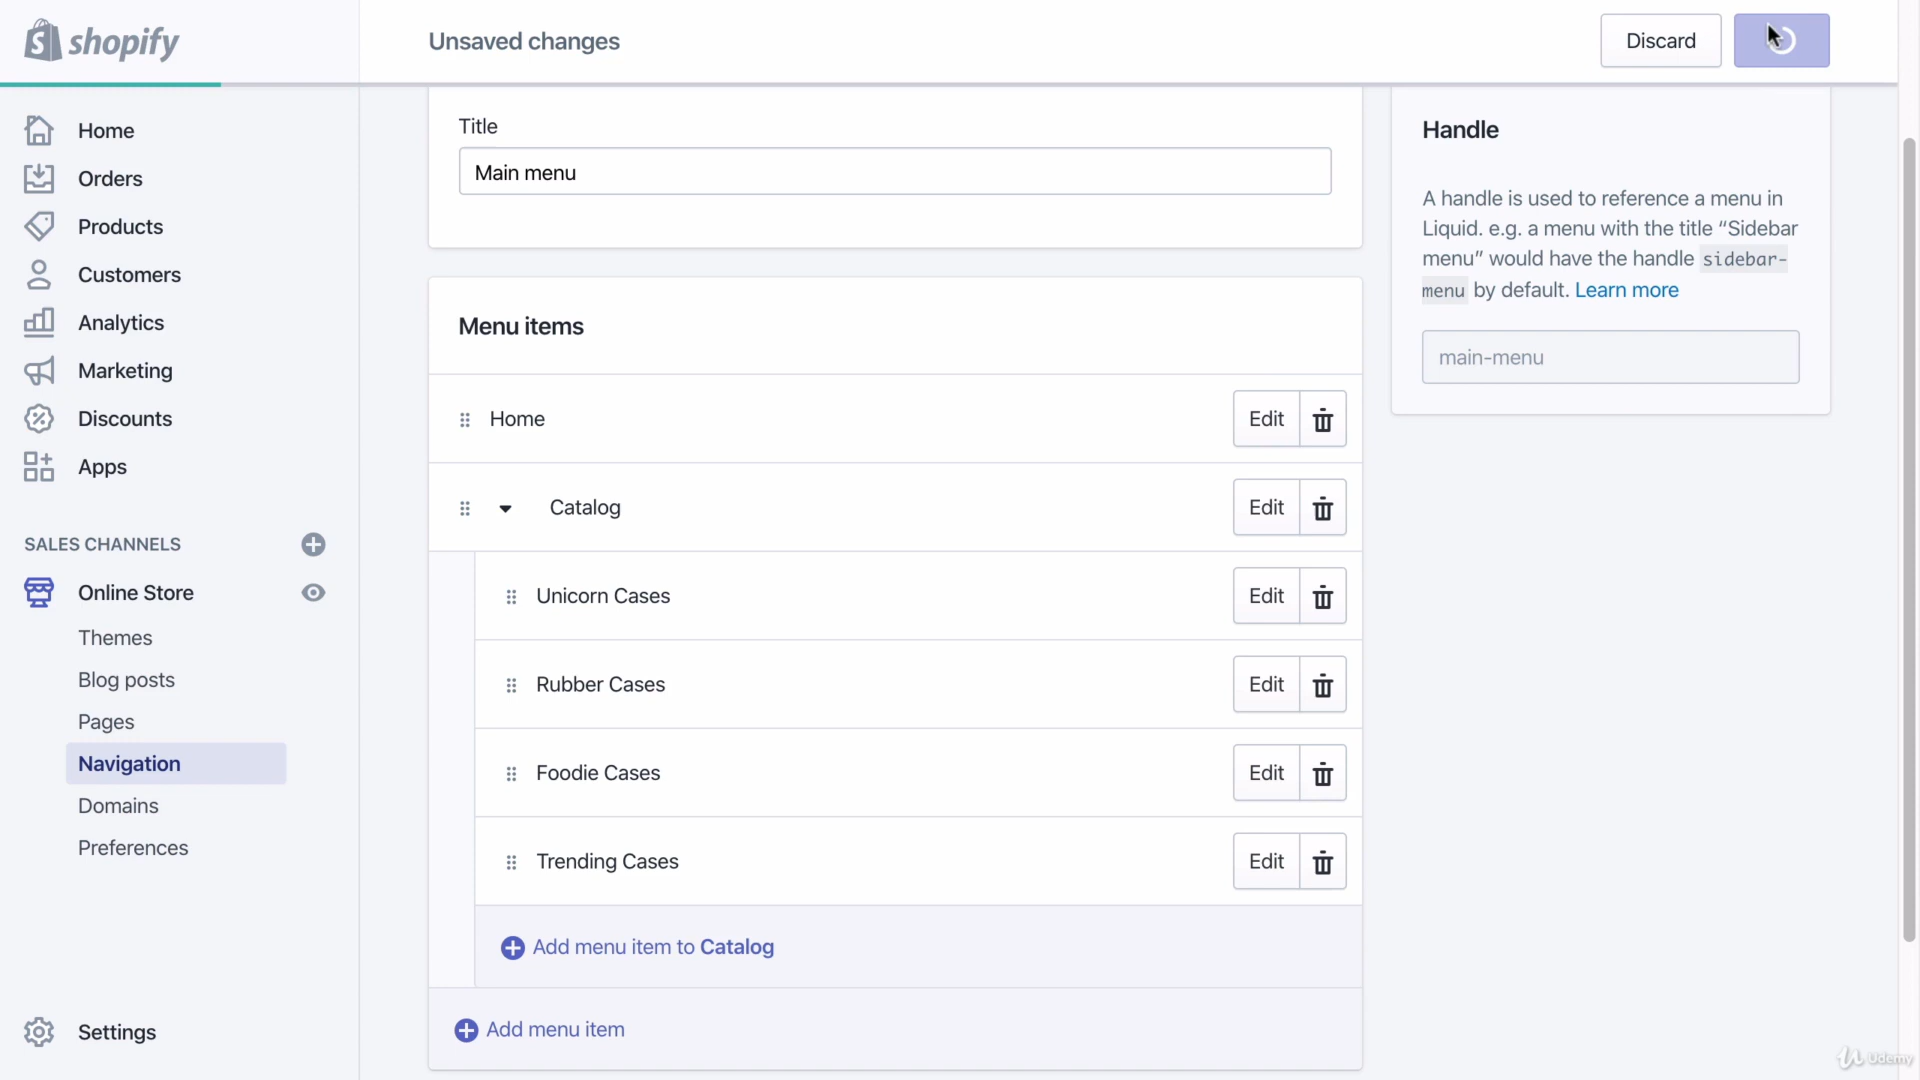 shopify
Unsaved changes
Discard
Home
Orders
Products
Customers
Analytics
Marketing
Discounts
Apps
SALES CHANNELS
Online Store
Themes
Blog posts
Pages
Navigation
Domains
Preferences
Settings
Title
Main menu
Menu items
Home
Edit
Catalog
Edit
Unicorn Cases
Edit
Rubber Cases
Edit
Foodie Cases
Edit
Trending Cases
Edit
Add menu item to Catalog
Add menu item
Handle
A handle is used to reference a menu in
Liquid. e.g. a menu with the title “Sidebar
menu” would have the handle sidebar-
menu by default. Learn more
main-menu
Udemy